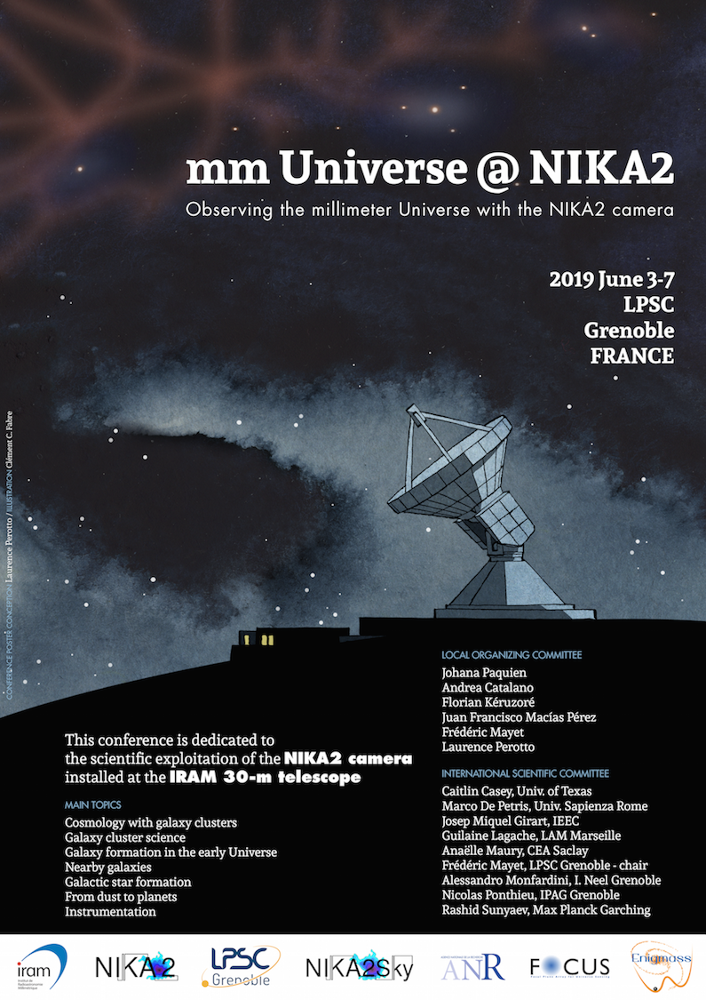 mm Universe @ NIKA2
Observing the millimeter Universe with the NIKA2 camera
2019 June 3-7
LPSC
Grenoble
FRANCE
CONFERENCE POSTER CONCEPTION Laurence Perotto / ILLUSTRATION Clément C. Fabre
This conference is dedicated to
the scientific exploitation of the NIKA2 camera
installed at the IRAM 30-m telescope
MAIN TOPICS
Cosmology with galaxy clusters
Galaxy cluster science
Galaxy formation in the early Universe
Nearby galaxies
Galactic star formation
From dust to planets
Instrumentation
LOCAL ORGANIZING COMMITTEE
Johana Paquien
Andrea Catalano
Florian Kéruzoré
Juan Francisco Macías Pérez
Frédéric Mayet
Laurence Perotto
INTERNATIONAL SCIENTIFIC COMMITTEE
Caitlin Casey, Univ. of Texas
Marco De Petris, Univ. Sapienza Rome
Josep Miquel Girart, IEEC
Guilaine Lagache, LAM Marseille
Anaëlle Maury, CEA Saclay
Frédéric Mayet, LPSC Grenoble - chair
Alessandro Monfardini, I. Neel Grenoble
Nicolas Ponthieu, IPAG Grenoble
Rashid Sunyaev, Max Planck Garching
iram
NIKA2
LPSC
Grenoble
NIKA2Sky
ANR
FOCUS
Enigmass